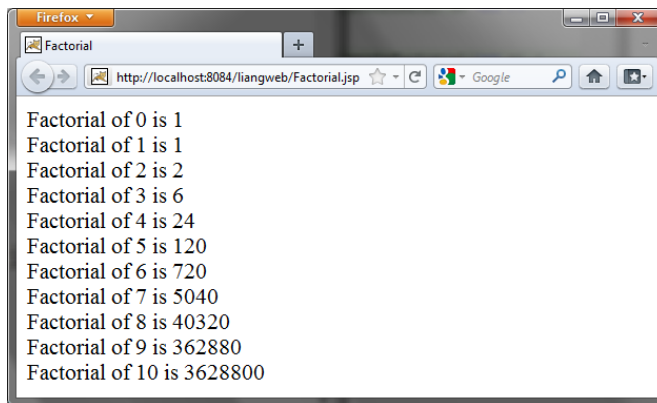 Firefox
Factorial
http://localhost:8084/liangweb/Factorial.jsp
Google
Factorial of 0 is 1
Factorial of 1 is 1
Factorial of 2 is 2
Factorial of 3 is 6
Factorial of 4 is 24
Factorial of 5 is 120
Factorial of 6 is 720
Factorial of 7 is 5040
Factorial of 8 is 40320
Factorial of 9 is 362880
Factorial of 10 is 3628800